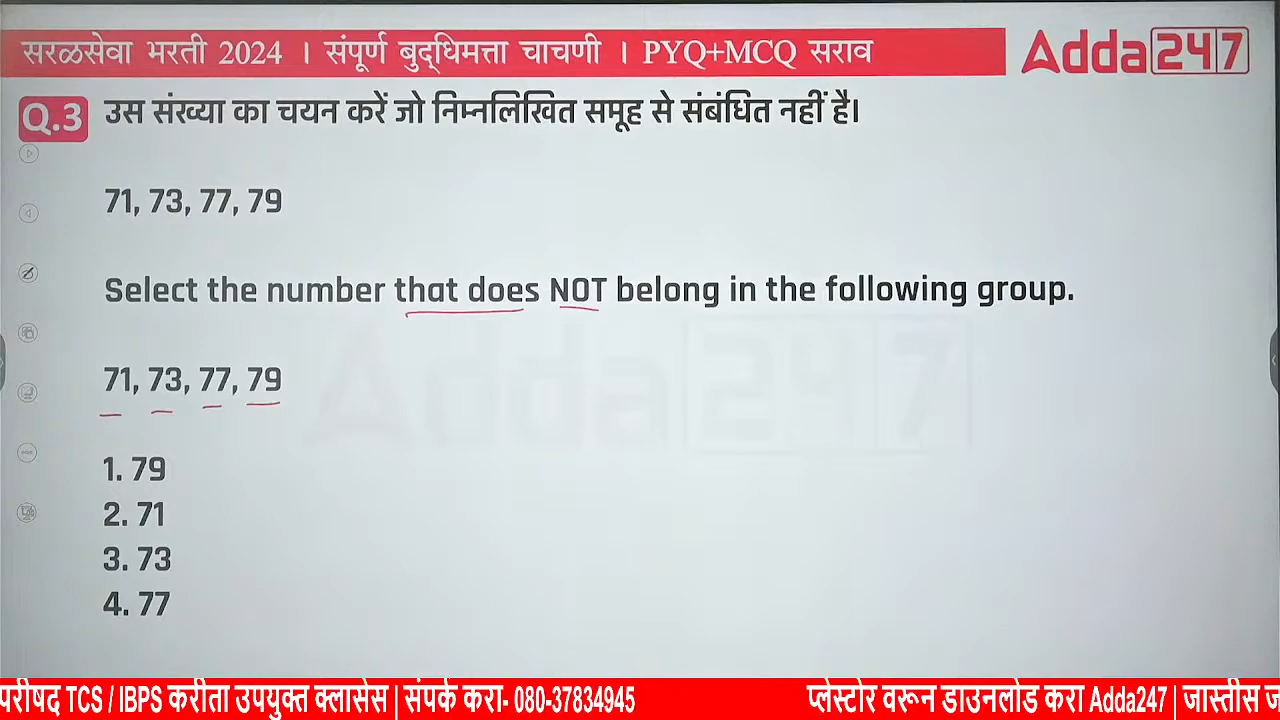 सरळसेवा भरती 2024 । संपूर्ण बुद्धिमत्ता चाचणी । PYQ+MCQ सराव
Adda247
Q.3 उस संख्या का चयन करें जो निम्नलिखित समूह से संबंधित नहीं है।
71, 73, 77, 79
Select the number that does NOT belong in the following group.
Adda247
71, 73, 77, 79
1. 79
2. 71
3. 73
4. 77
परीषद TCS / IBPS करीता उपयुक्त क्लासेस | संपर्क करा- 080-37834945 प्लेस्टोर वरून डाउनलोड करा Adda247 | जास्तीस